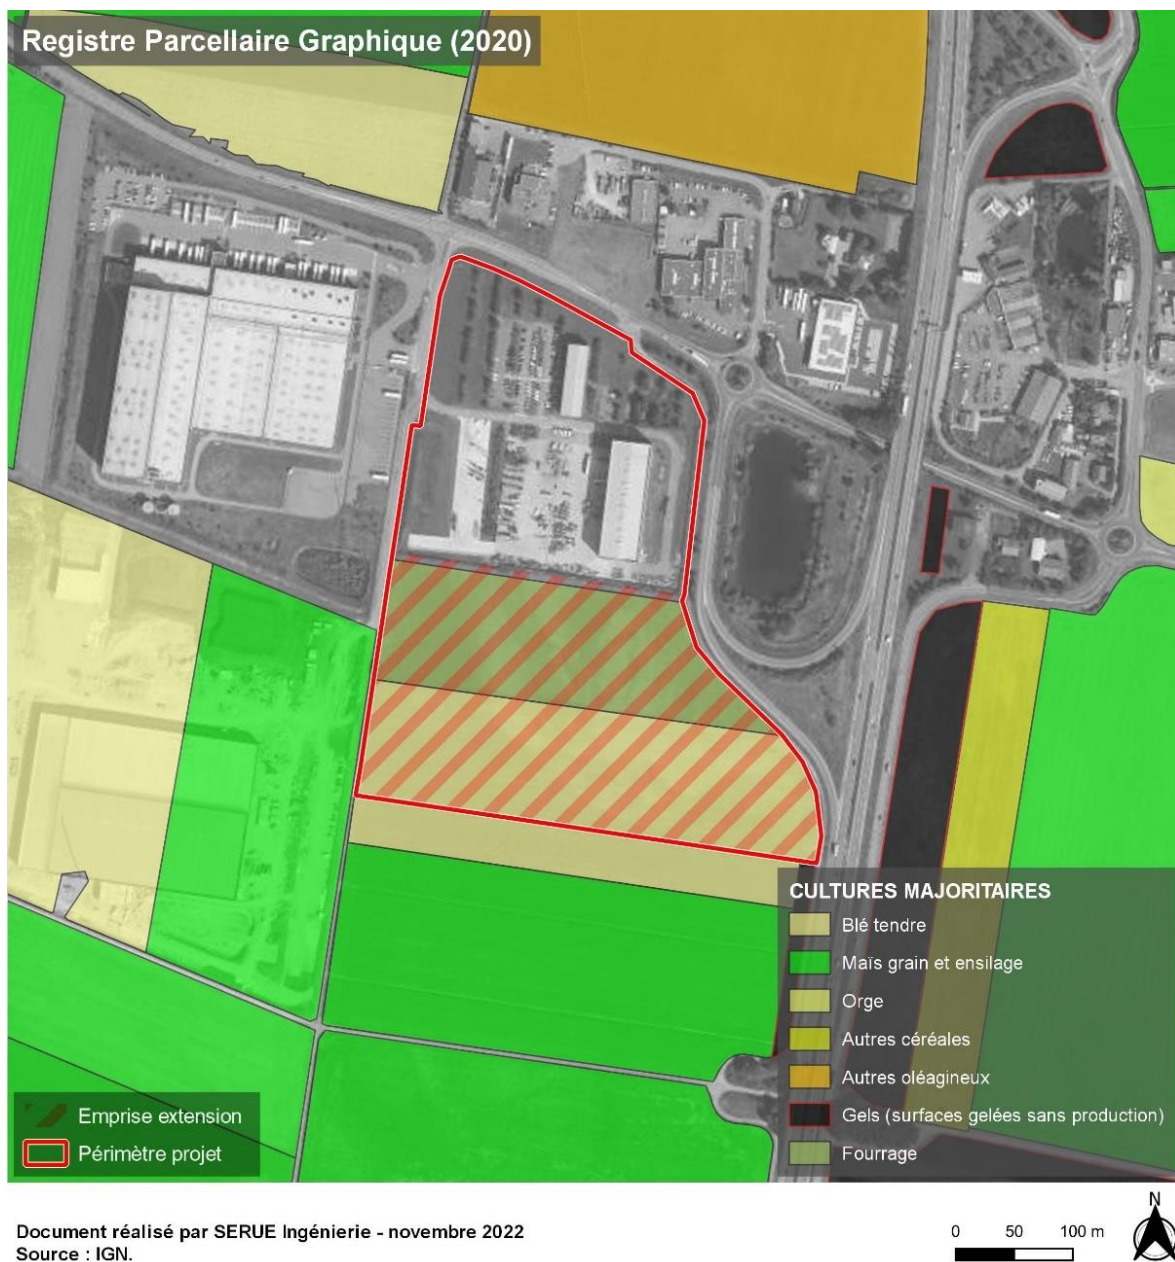 Registre Parcellaire Graphique (2020)
CULTURES MAJORITAIRES
Blé tendre
Maïs grain et ensilage
Orge
Autres céréales
Autres oléagineux
Gels (surfaces gelées sans production)
Fourrage
Emprise extension
Périmètre projet
Document réalisé par SERUE Ingénierie - novembre 2022
Source : IGN.
0 50 100 m
N